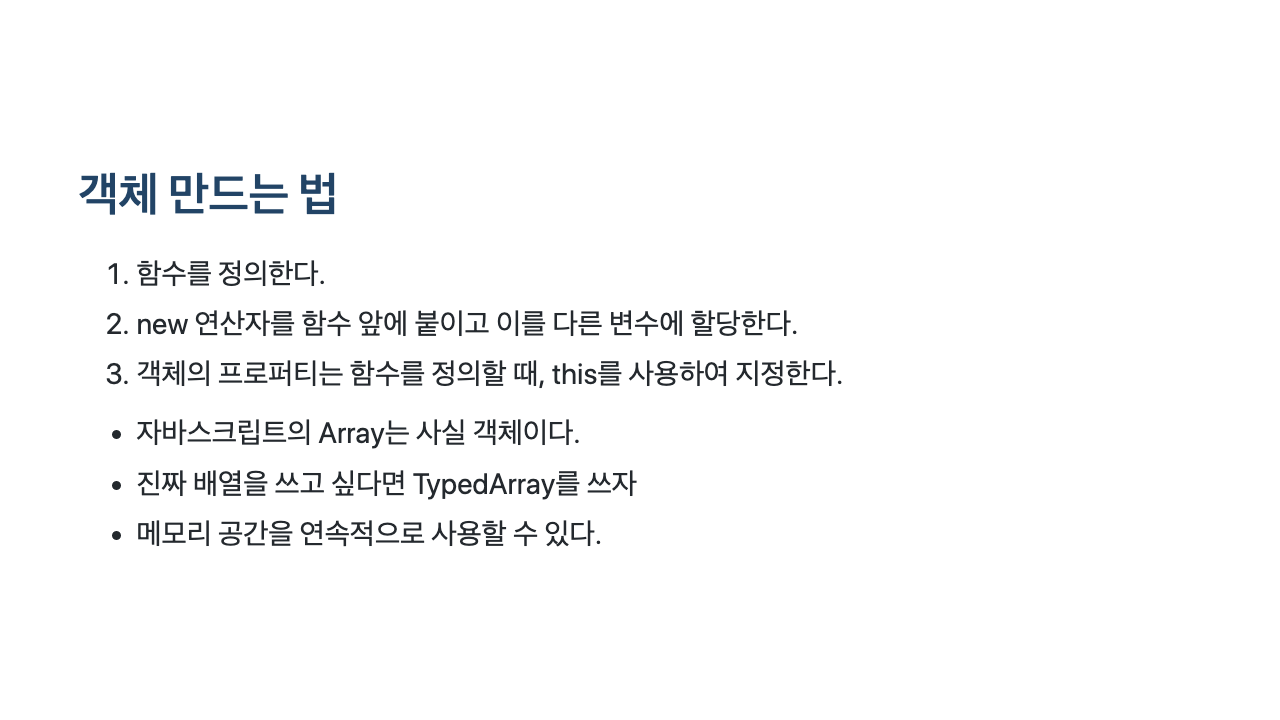 객체 만드는 법
1. 함수를 정의한다.
2. new 연산자를 함수 앞에 붙이고 이를 다른 변수에 할당한다.
3. 객체의 프로퍼티는 함수를 정의할 때, this를 사용하여 지정한다.
• 자바스크립트의 Array는 사실 객체이다.
• 진짜 배열을 쓰고 싶다면 TypedArray를 쓰자
• 메모리 공간을 연속적으로 사용할 수 있다.